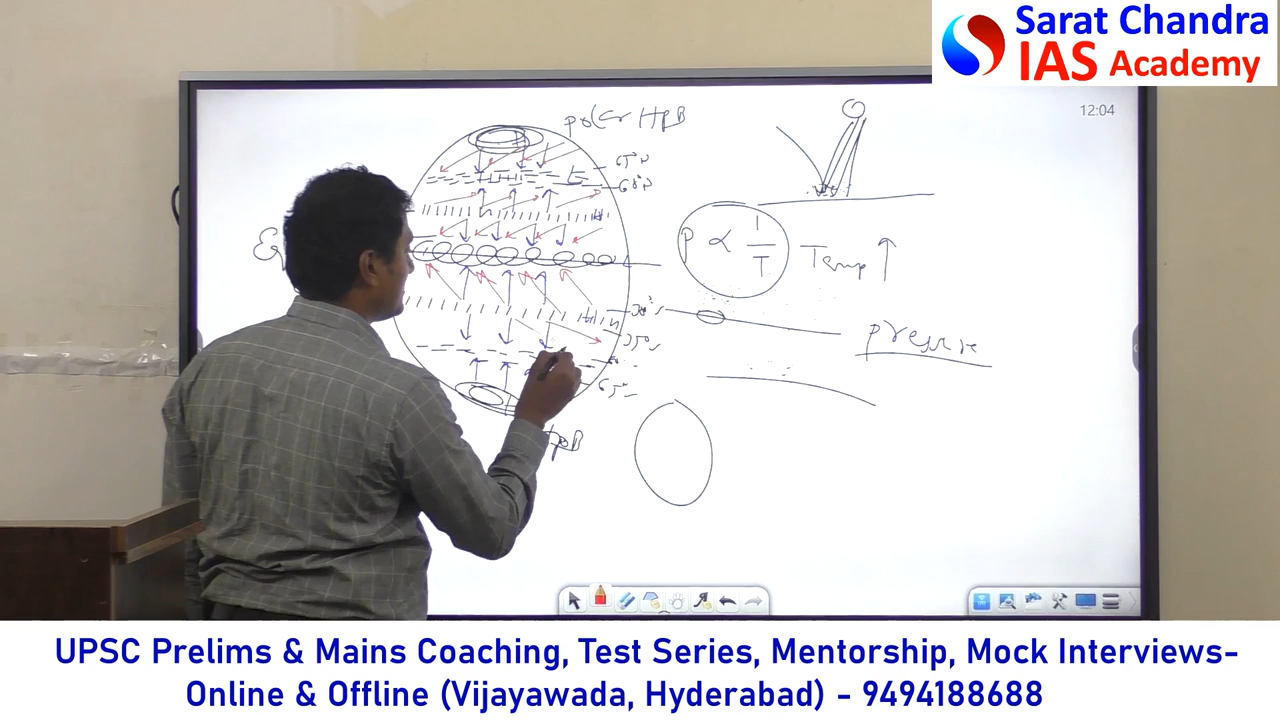 Sarat Chandra
IAS Academy
12:04
polar HPB
65°N
60°N
H
P ∝ 1/T
Temp ↑
30°S
H
35°S
pressure
65°S
UPSC Prelims & Mains Coaching, Test Series, Mentorship, Mock Interviews-
Online & Offline (Vijayawada, Hyderabad) - 9494188688